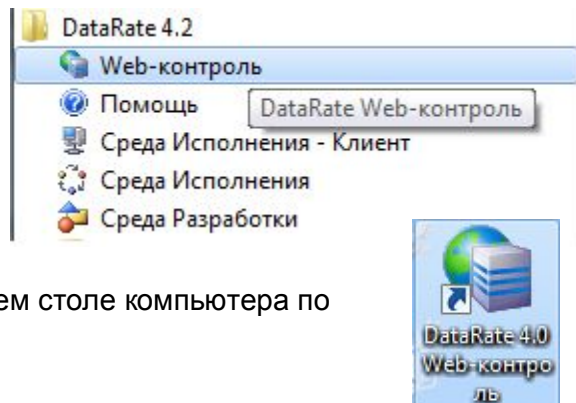 DataRate 4.2
Web-контроль
Помощь
DataRate Web-контроль
Среда Исполнения - Клиент
Среда Исполнения
Среда Разработки
ем столе компьютера по
DataRate 4.0
Web-контро
ль